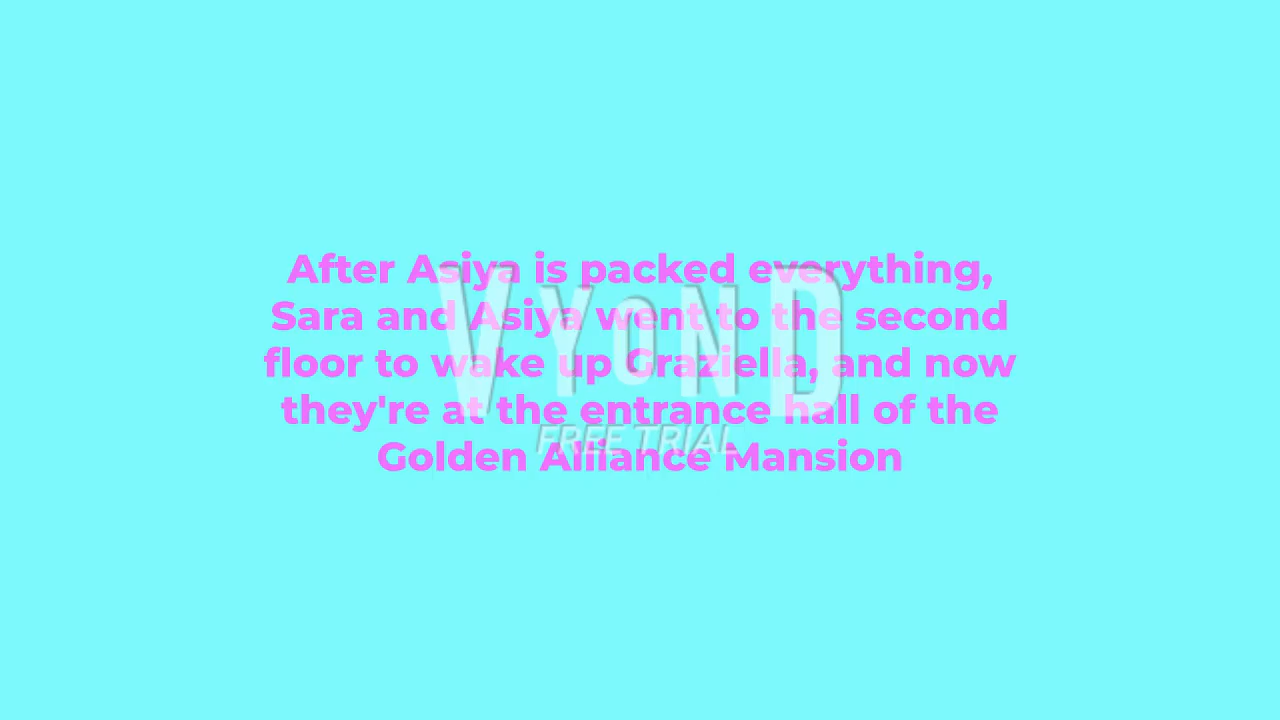 After Asiya is packed everything,
Sara and Asiya went to the second
floor to wake up Graziella, and now
they're at the entrance hall of the
Golden Alliance Mansion
VYOND
FREE TRIAL